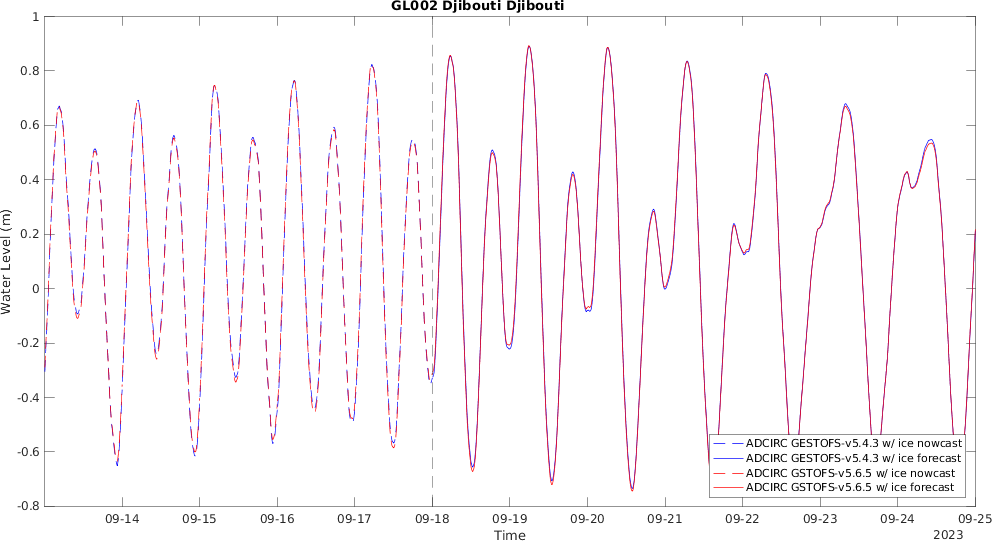 GL002 Djibouti Djibouti
Water Level (m)
1
0.8
0.6
0.4
0.2
0
-0.2
-0.4
-0.6
-0.8
ADCIRC GESTOFS-v5.4.3 w/ ice nowcast
ADCIRC GESTOFS-v5.4.3 w/ ice forecast
ADCIRC GSTOFS-v5.6.5 w/ ice nowcast
ADCIRC GSTOFS-v5.6.5 w/ ice forecast
09-14 09-15 09-16 09-17 09-18 09-19 09-20 09-21 09-22 09-23 09-24 09-25
Time
2023